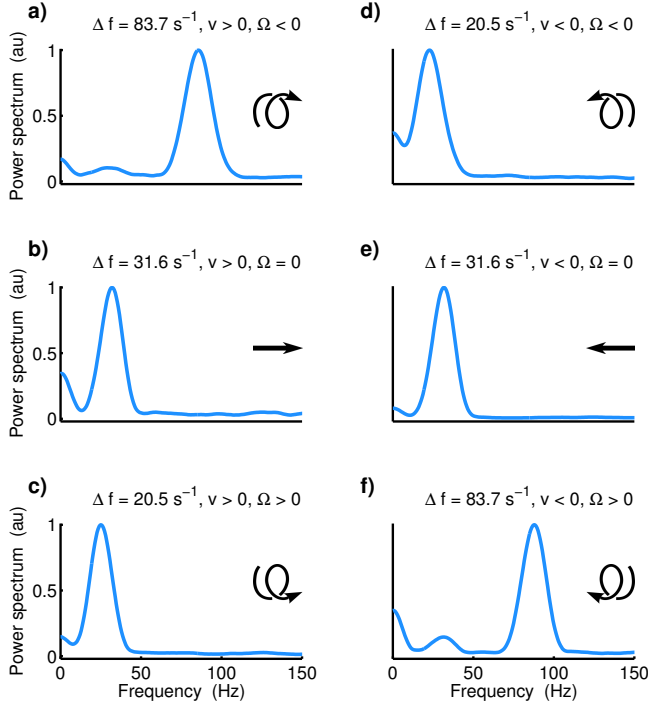 a)
Δ f = 83.7 s⁻¹, v > 0, Ω < 0
Power spectrum (au)
1
0.5
0
d)
Δ f = 20.5 s⁻¹, v < 0, Ω < 0
b)
Δ f = 31.6 s⁻¹, v > 0, Ω = 0
Power spectrum (au)
1
0.5
0
e)
Δ f = 31.6 s⁻¹, v < 0, Ω = 0
c)
Δ f = 20.5 s⁻¹, v > 0, Ω > 0
Power spectrum (au)
1
0.5
0
0 50 100 150
Frequency (Hz)
f)
Δ f = 83.7 s⁻¹, v < 0, Ω > 0
0 50 100 150
Frequency (Hz)